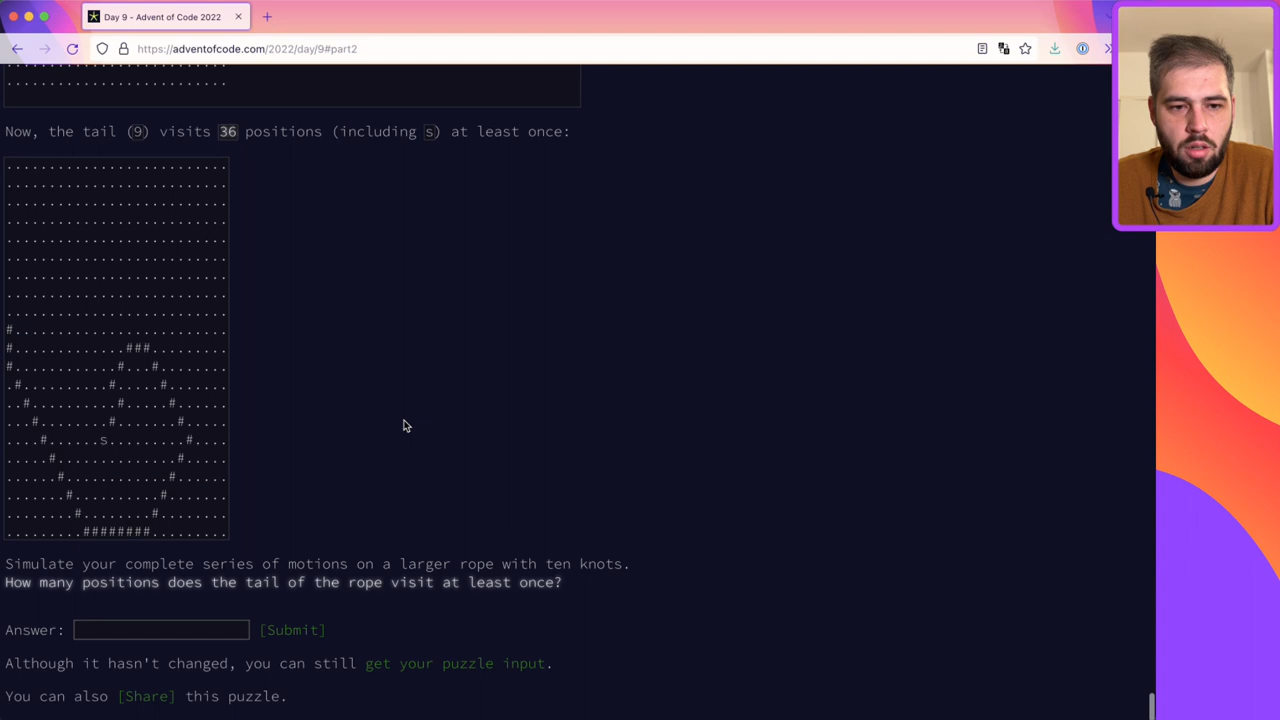 Day 9 - Advent of Code 2022
https://adventofcode.com/2022/day/9#part2
..........................
Now, the tail (9) visits 36 positions (including s) at least once:
..........................
..........................
..........................
..........................
..........................
..........................
..........................
..........................
..........................
#.........................
#.............###.........
#............#...#........
.#..........#.....#.......
..#..........#.....#......
...#........#.......#.....
....#......s.........#....
.....#..............#.....
......#............#......
.......#..........#.......
........#........#........
.........########.........
Simulate your complete series of motions on a larger rope with ten knots.
How many positions does the tail of the rope visit at least once?
Answer:
[Submit]
Although it hasn't changed, you can still get your puzzle input.
You can also [Share] this puzzle.